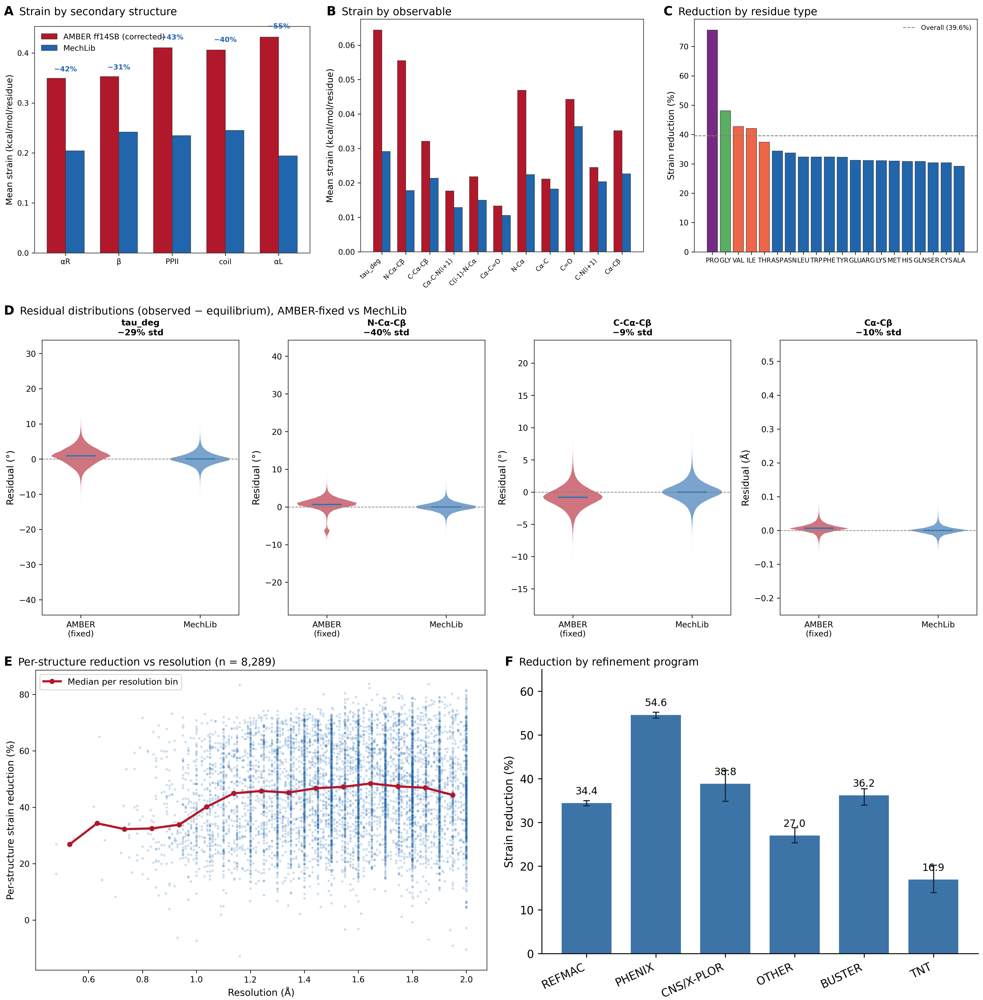 A Strain by secondary structure
Mean strain (kcal/mol/residue)
0.4
0.3
0.2
0.1
0.0
AMBER ff14SB (corrected)
MechLib
−42%
−31%
−43%
−40%
−55%
αR β PPII coil αL
B Strain by observable
Mean strain (kcal/mol/residue)
0.06
0.05
0.04
0.03
0.02
0.01
0.00
tau_deg N-Cα-Cβ C-Cα-Cβ Cα-C-N(i+1) C(i-1)-N-Cα Cα-C=O N-Cα Cα-C C=O C-N(i+1) Cα-Cβ
C Reduction by residue type
Strain reduction (%)
70
60
50
40
30
20
10
0
Overall (39.6%)
PRO GLY VAL ILE THR ASP ASN LEU TRP PHE TYR GLU ARG LYS MET HIS GLN SER CYS ALA
D Residual distributions (observed − equilibrium), AMBER-fixed vs MechLib
tau_deg
−29% std
Residual (°)
30
20
10
0
−10
−20
−30
−40
AMBER MechLib
(fixed)
N-Cα-Cβ
−40% std
Residual (°)
40
30
20
10
0
−10
−20
AMBER MechLib
(fixed)
C-Cα-Cβ
−9% std
Residual (°)
20
15
10
5
0
−5
−10
−15
AMBER MechLib
(fixed)
Cα-Cβ
−10% std
Residual (Å)
0.5
0.4
0.3
0.2
0.1
0.0
−0.1
−0.2
AMBER MechLib
(fixed)
E Per-structure reduction vs resolution (n = 8,289)
Median per resolution bin
Per-structure strain reduction (%)
80
60
40
20
0
0.6 0.8 1.0 1.2 1.4 1.6 1.8 2.0
Resolution (Å)
F Reduction by refinement program
Strain reduction (%)
60
50
40
30
20
10
0
34.4
54.6
38.8
27.0
36.2
16.9
REFMAC PHENIX CNS/X-PLOR OTHER BUSTER TNT